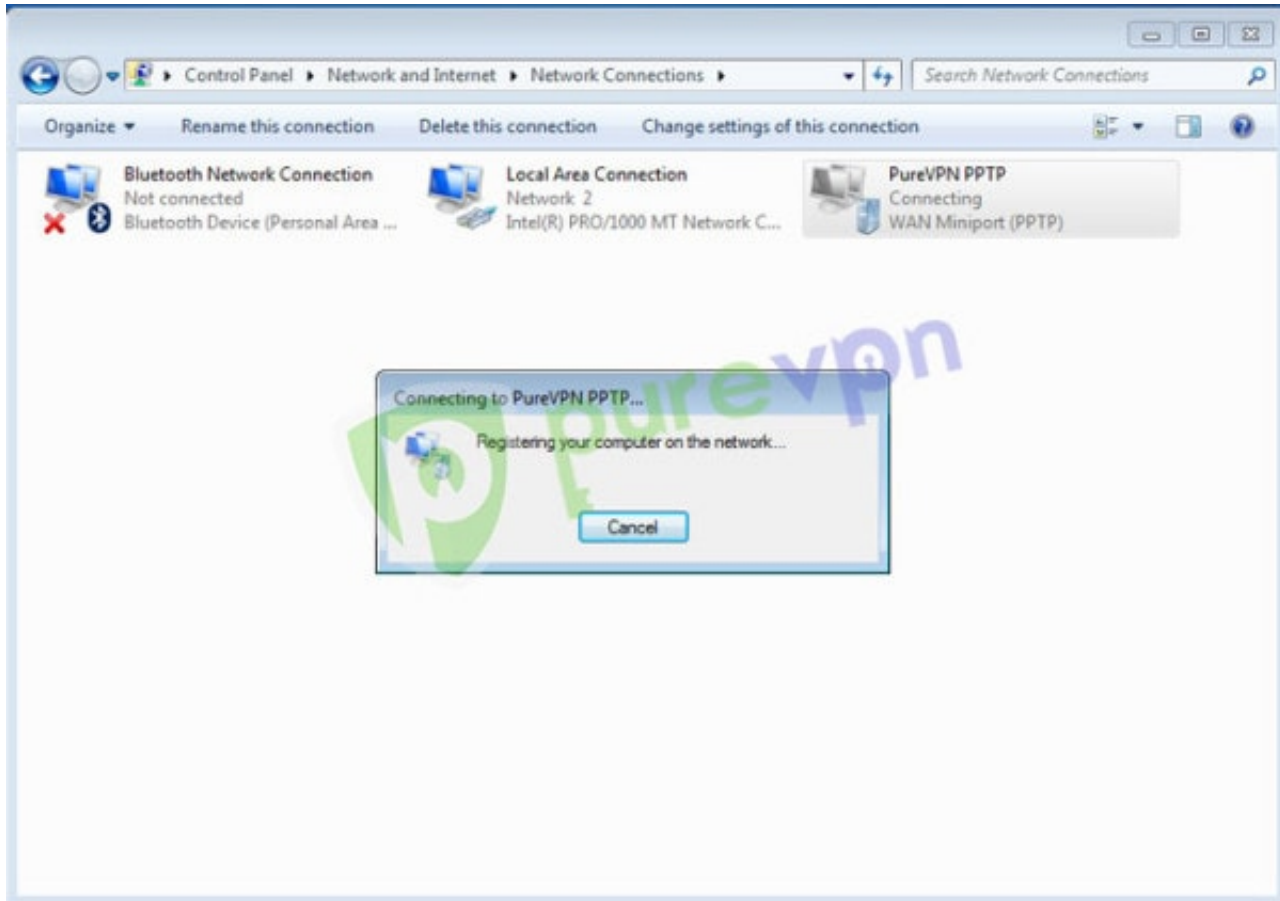 Control Panel ▸ Network and Internet ▸ Network Connections ▸
Search Network Connections
Organize Rename this connection Delete this connection Change settings of this connection
Bluetooth Network Connection
Not connected
Bluetooth Device (Personal Area ...
Local Area Connection
Network 2
Intel(R) PRO/1000 MT Network C...
PureVPN PPTP
Connecting
WAN Miniport (PPTP)
purevpn
Connecting to PureVPN PPTP...
Registering your computer on the network...
Cancel